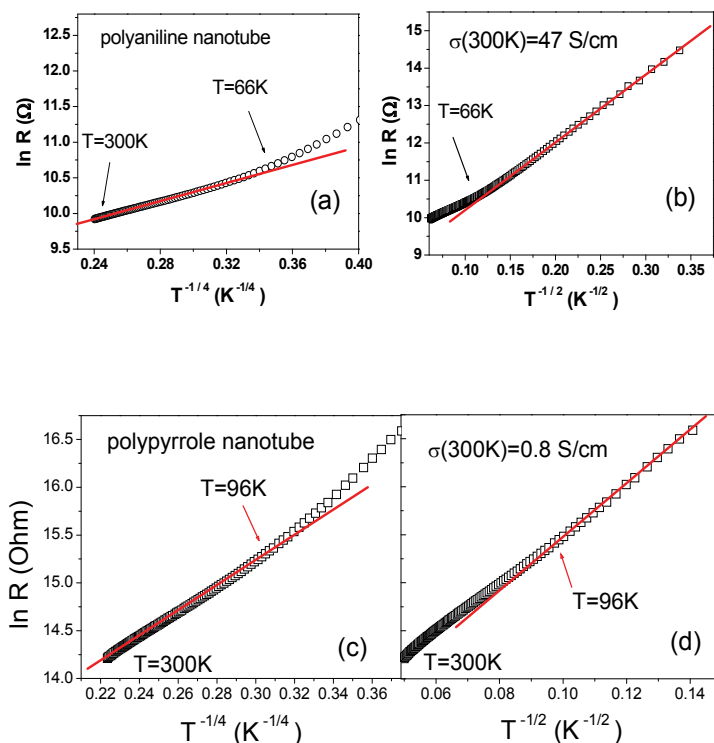 polyaniline nanotube
T=66K
T=300K
(a)
ln R (Ω)
12.5
12.0
11.5
11.0
10.5
10.0
9.5
0.24 0.28 0.32 0.36 0.40
T -1/4 (K-1/4)
σ(300K)=47 S/cm
T=66K
(b)
ln R (Ω)
15
14
13
12
11
10
9
0.10 0.15 0.20 0.25 0.30 0.35
T -1/2 (K-1/2)
polypyrrole nanotube
T=96K
T=300K
(c)
ln R (Ohm)
16.5
16.0
15.5
15.0
14.5
14.0
0.22 0.24 0.26 0.28 0.30 0.32 0.34 0.36
T -1/4 (K-1/4)
σ(300K)=0.8 S/cm
T=96K
T=300K
(d)
0.06 0.08 0.10 0.12 0.14
T -1/2 (K-1/2)